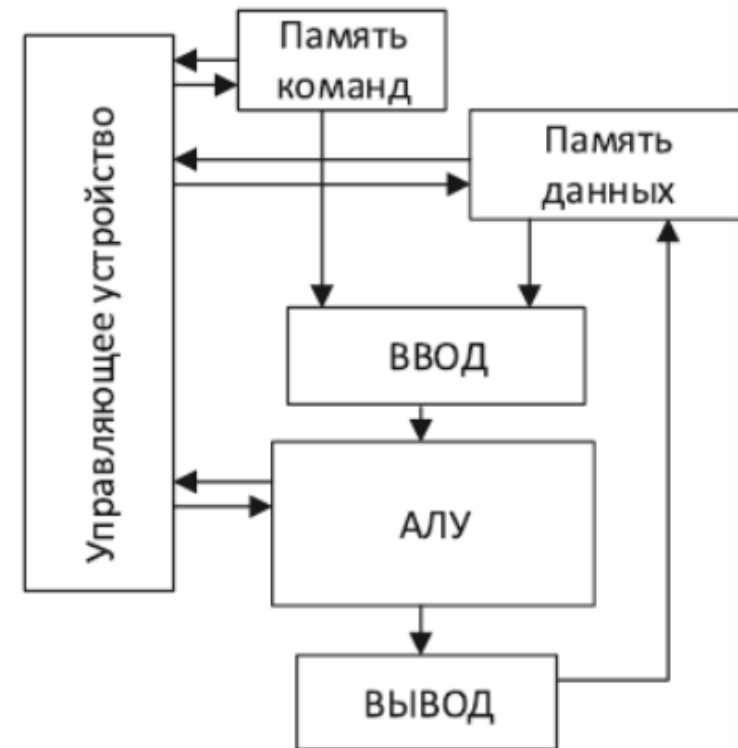 Память
команд
Память
данных
Управляющее устройство
ВВОД
АЛУ
ВЫВОД